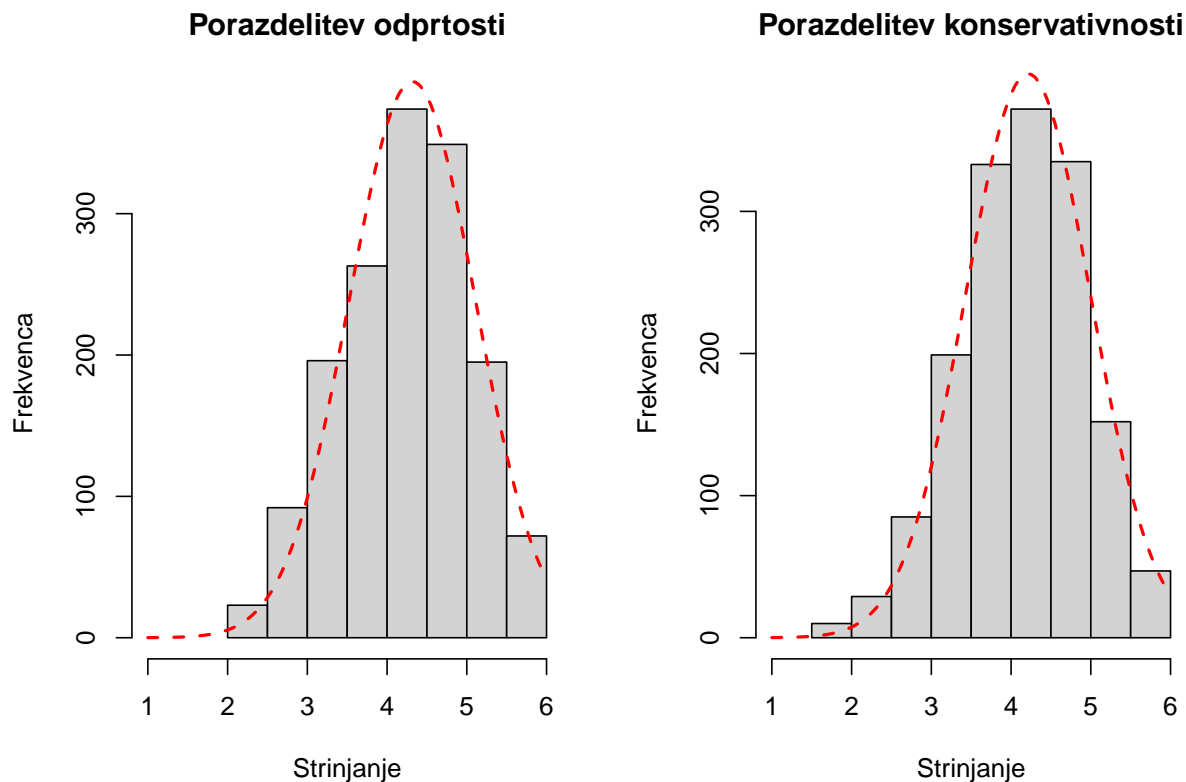 Porazdelitev odprtosti
Frekvenca
0
100
200
300
1 2 3 4 5 6
Strinjanje
Porazdelitev konservativnosti
Frekvenca
0
100
200
300
1 2 3 4 5 6
Strinjanje